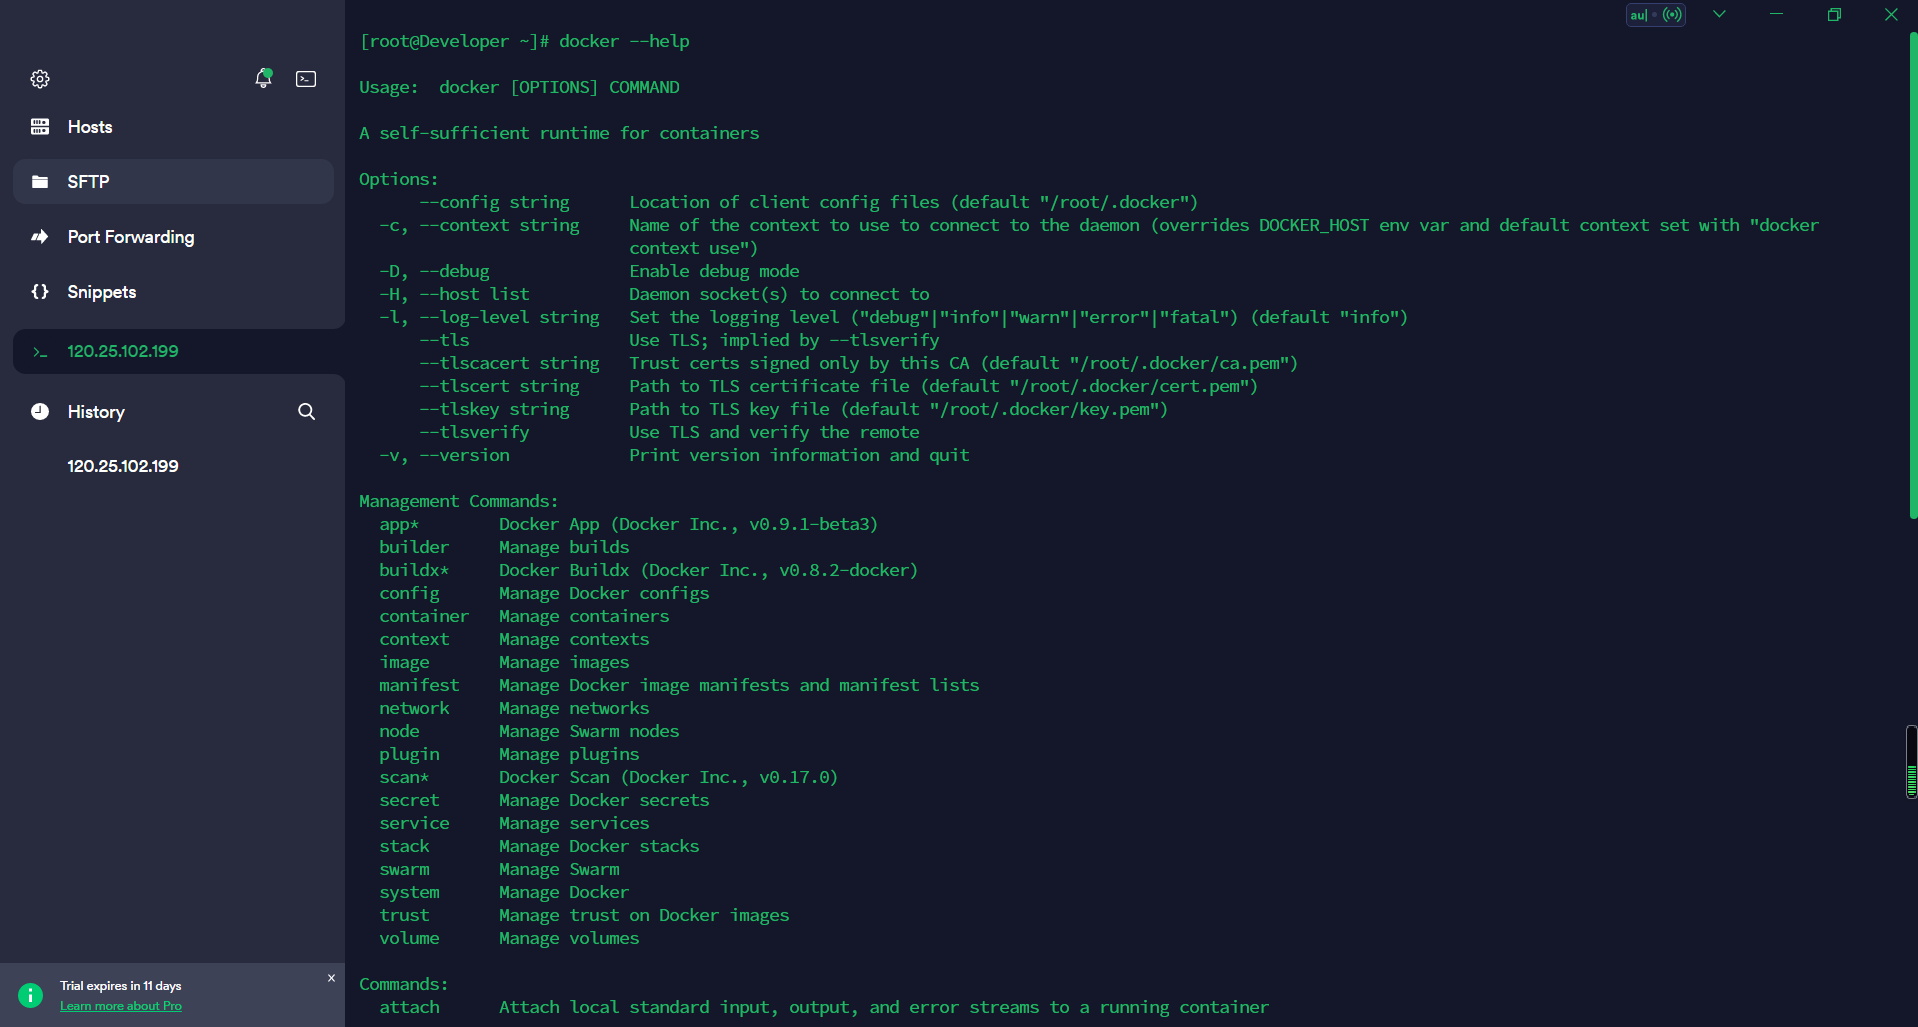 au|
Hosts
SFTP
Port Forwarding
Snippets
120.25.102.199
History
120.25.102.199
Trial expires in 11 days
Learn more about Pro
[root@Developer ~]# docker --help
Usage:  docker [OPTIONS] COMMAND
A self-sufficient runtime for containers
Options:
      --config string      Location of client config files (default "/root/.docker")
  -c, --context string     Name of the context to use to connect to the daemon (overrides DOCKER_HOST env var and default context set with "docker
                           context use")
  -D, --debug              Enable debug mode
  -H, --host list          Daemon socket(s) to connect to
  -l, --log-level string   Set the logging level ("debug"|"info"|"warn"|"error"|"fatal") (default "info")
      --tls                Use TLS; implied by --tlsverify
      --tlscacert string   Trust certs signed only by this CA (default "/root/.docker/ca.pem")
      --tlscert string     Path to TLS certificate file (default "/root/.docker/cert.pem")
      --tlskey string      Path to TLS key file (default "/root/.docker/key.pem")
      --tlsverify          Use TLS and verify the remote
  -v, --version            Print version information and quit
Management Commands:
  app*        Docker App (Docker Inc., v0.9.1-beta3)
  builder     Manage builds
  buildx*     Docker Buildx (Docker Inc., v0.8.2-docker)
  config      Manage Docker configs
  container   Manage containers
  context     Manage contexts
  image       Manage images
  manifest    Manage Docker image manifests and manifest lists
  network     Manage networks
  node        Manage Swarm nodes
  plugin      Manage plugins
  scan*       Docker Scan (Docker Inc., v0.17.0)
  secret      Manage Docker secrets
  service     Manage services
  stack       Manage Docker stacks
  swarm       Manage Swarm
  system      Manage Docker
  trust       Manage trust on Docker images
  volume      Manage volumes
Commands:
  attach      Attach local standard input, output, and error streams to a running container